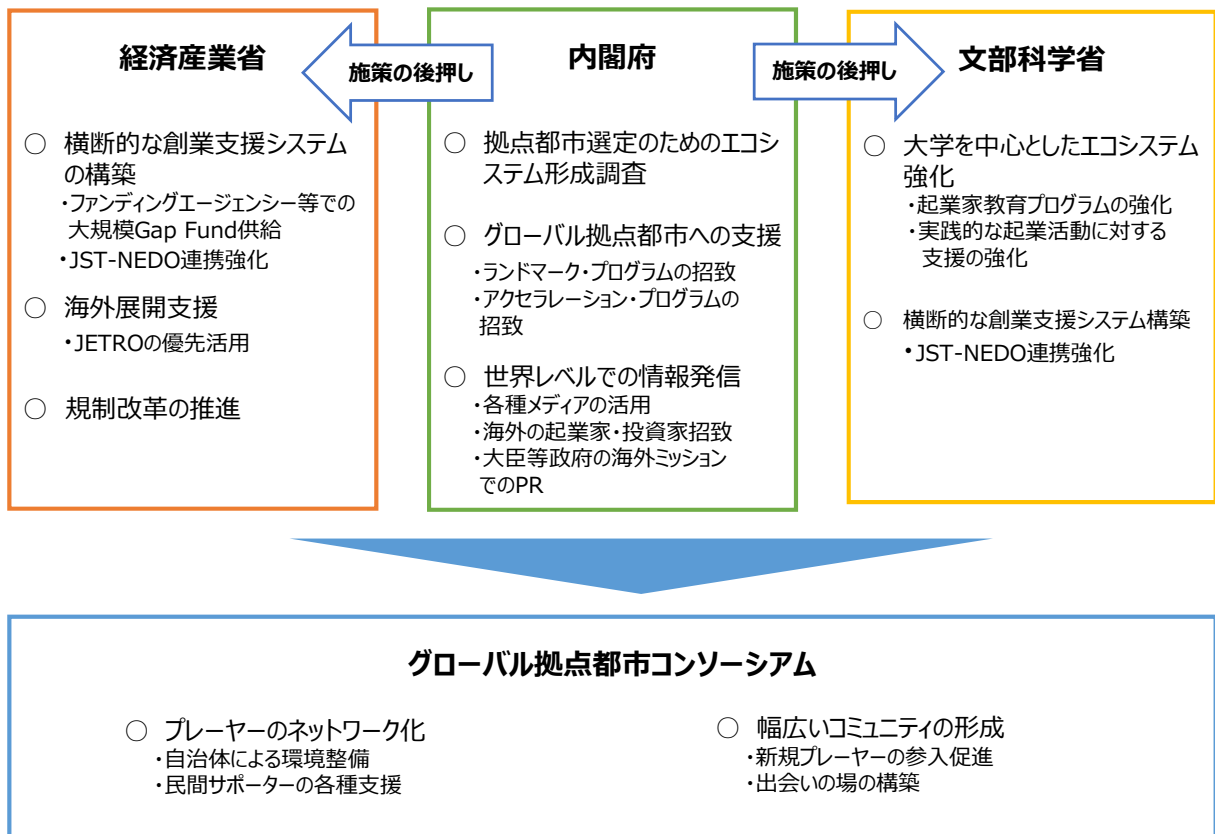 経済産業省
○ 横断的な創業支援システム
の構築
・ファンディングエージェンシー等での
大規模Gap Fund供給
・JST-NEDO連携強化
○ 海外展開支援
・JETROの優先活用
○ 規制改革の推進
施策の後押し
内閣府
○ 拠点都市選定のためのエコシ
ステム形成調査
○ グローバル拠点都市への支援
・ランドマーク・プログラムの招致
・アクセラレーション・プログラムの
招致
○ 世界レベルでの情報発信
・各種メディアの活用
・海外の起業家・投資家招致
・大臣等政府の海外ミッション
でのPR
施策の後押し
文部科学省
○ 大学を中心としたエコシステム
強化
・起業家教育プログラムの強化
・実践的な起業活動に対する
支援の強化
○ 横断的な創業支援システム構築
・JST-NEDO連携強化
グローバル拠点都市コンソーシアム
○ プレーヤーのネットワーク化
・自治体による環境整備
・民間サポーターの各種支援
○ 幅広いコミュニティの形成
・新規プレーヤーの参入促進
・出会いの場の構築